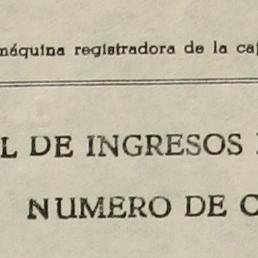 máquina registradora de la caj
L DE INGRESOS
NUMERO DE C